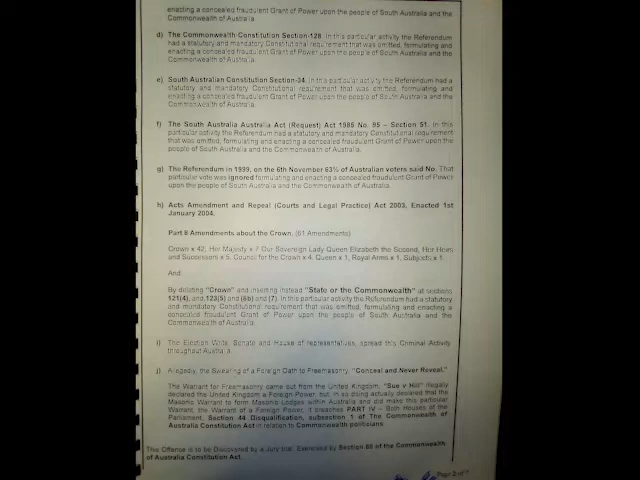 enacting a concealed fraudulent Grant of Power upon the people of South Australia and the
Commonwealth of Australia.
d) The Commonwealth Constitution Section-128. In this particular activity the Referendum
had a statutory and mandatory Constitutional requirement that was omitted, formulating and
enacting a concealed fraudulent Grant of Power upon the people of South Australia and the
Commonwealth of Australia.
e) South Australian Constitution Section-34. In this particular activity the Referendum had a
statutory and mandatory Constitutional requirement that was omitted, formulating and
enacting a concealed fraudulent Grant of Power upon the people of South Australia and the
Commonwealth of Australia.
f) The South Australia Australia Act (Request) Act 1985 No. 95 – Section 51. In this
particular activity the Referendum had a statutory and mandatory Constitutional requirement
that was omitted, formulating and enacting a concealed fraudulent Grant of Power upon the
people of South Australia and the Commonwealth of Australia.
g) The Referendum in 1999, on the 6th November 63% of Australian voters said No. That
particular vote was ignored formulating and enacting a concealed fraudulent Grant of Power
upon the people of South Australia and the Commonwealth of Australia.
h) Acts Amendment and Repeal (Courts and Legal Practice) Act 2003, Enacted 1st
January 2004.
Part 8 Amendments about the Crown, (61 Amendments)
Crown x 42, Her Majesty x 7 Our Sovereign Lady Queen Elizabeth the Second, Her Heirs
and Successors x 5, Counsel for the Crown x 4, Queen x 1, Royal Arms x 1, Subjects x 1.
And
By deleting "Crown" and inserting instead "State or the Commonwealth" at sections
121(4), and 123(5) and (6b) and (7). In this particular activity the Referendum had a statutory
and mandatory Constitutional requirement that was omitted, formulating and enacting a
concealed fraudulent Grant of Power upon the people of South Australia and the
Commonwealth of Australia.
i) The Election Writs, Senate and House of representatives, spread this Criminal Activity
throughout Australia.
j) Allegedly, the Swearing of a Foreign Oath to Freemasonry, "Conceal and Never Reveal."
The Warrant for Freemasonry came out from the United Kingdom. "Sue v Hill" illegally
declared the United Kingdom a Foreign Power but, in so doing actually declared that the
Masonic Warrant to form Masonic Lodges within Australia and did make this particular
Warrant, the Warrant of a Foreign Power, it breaches PART IV – Both Houses of the
Parliament, Section 44 Disqualification, subsection 1 of The Commonwealth of
Australia Constitution Act in relation to Commonwealth politicians.
This Offense is to be Discovered by a jury trial, Exercised by Section 80 of the Commonwealth
of Australia Constitution Act.
Page 2 of